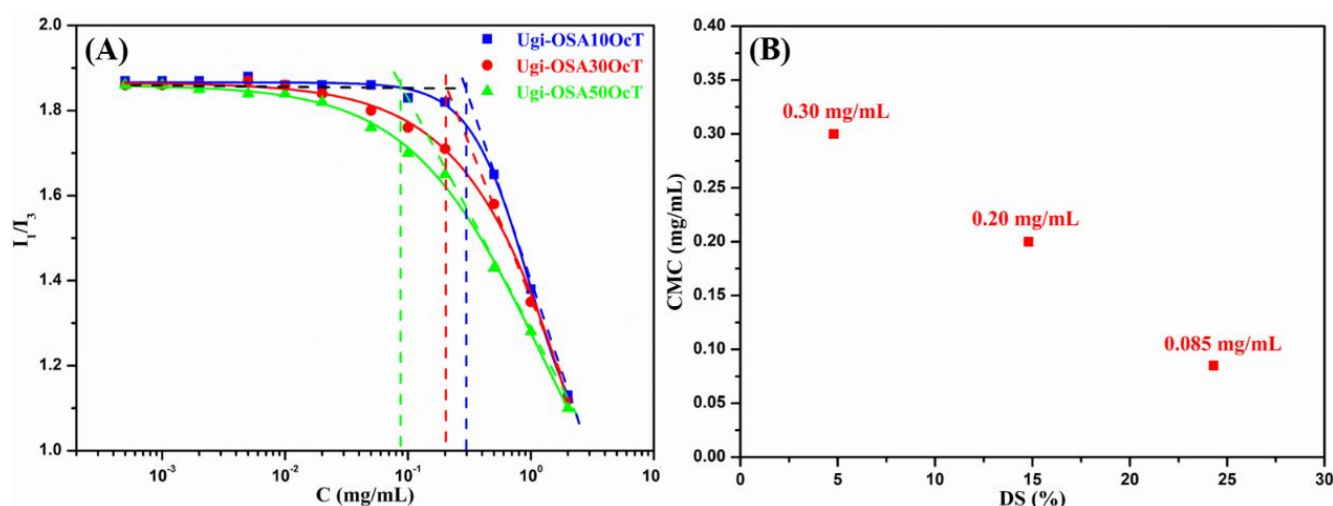 (A)
Ugi-OSA10OcT
Ugi-OSA30OcT
Ugi-OSA50OcT
2.0
1.8
1.6
1.4
1.2
1.0
I₁/I₃
10⁻³
10⁻²
10⁻¹
10⁰
10
C (mg/mL)
(B)
0.30 mg/mL
0.20 mg/mL
0.085 mg/mL
0.40
0.35
0.30
0.25
0.20
0.15
0.10
0.05
0.00
CMC (mg/mL)
0
5
10
15
20
25
30
DS (%)